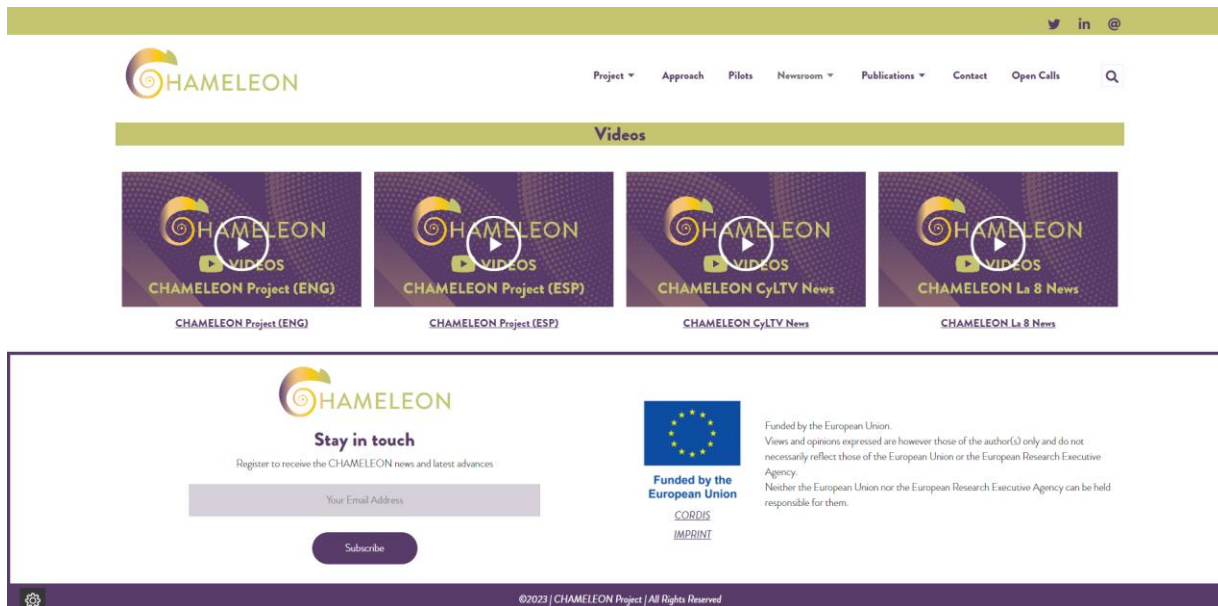 in @
CHAMELEON
Project Approach Pilots Newsroom Publications Contact Open Calls
Videos
CHAMELEON
VIDEOS
CHAMELEON Project (ENG)
CHAMELEON
VIDEOS
CHAMELEON Project (ESP)
CHAMELEON
VIDEOS
CHAMELEON CyLTV News
CHAMELEON
VIDEOS
CHAMELEON La 8 News
CHAMELEON Project (ENG)
CHAMELEON Project (ESP)
CHAMELEON CyLTV News
CHAMELEON La 8 News
CHAMELEON
Stay in touch
Register to receive the CHAMELEON news and latest advances
Your Email Address
Subscribe
Funded by the
European Union
CORDIS
IMPRINT
Funded by the European Union.
Views and opinions expressed are however those of the author(s) only and do not
necessarily reflect those of the European Union or the European Research Executive
Agency.
Neither the European Union nor the European Research Executive Agency can be held
responsible for them.
©2023 | CHAMELEON Project | All Rights Reserved